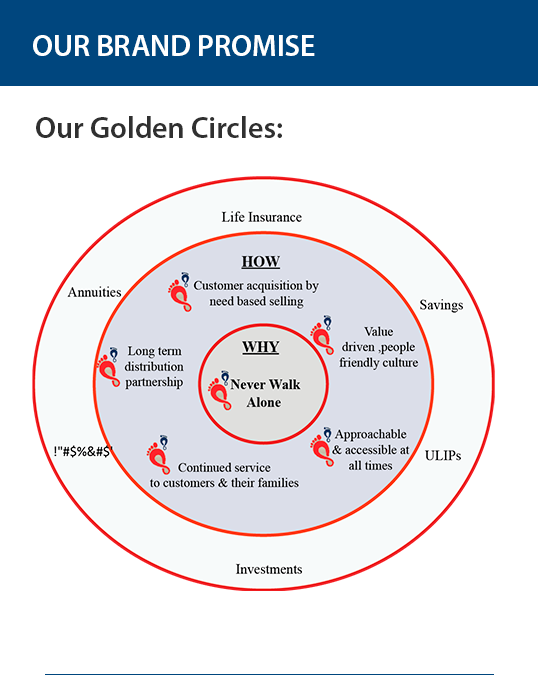 OUR BRAND PROMISE
Our Golden Circles:
Life Insurance
HOW
Customer acquisition by
need based selling
Annuities
Savings
Value
driven ,people
friendly culture
Long term
distribution
partnership
WHY
Never Walk
Alone
Approachable
& accessible at
all times
!"#$%&#$'
ULIPs
Continued service
to customers & their families
Investments